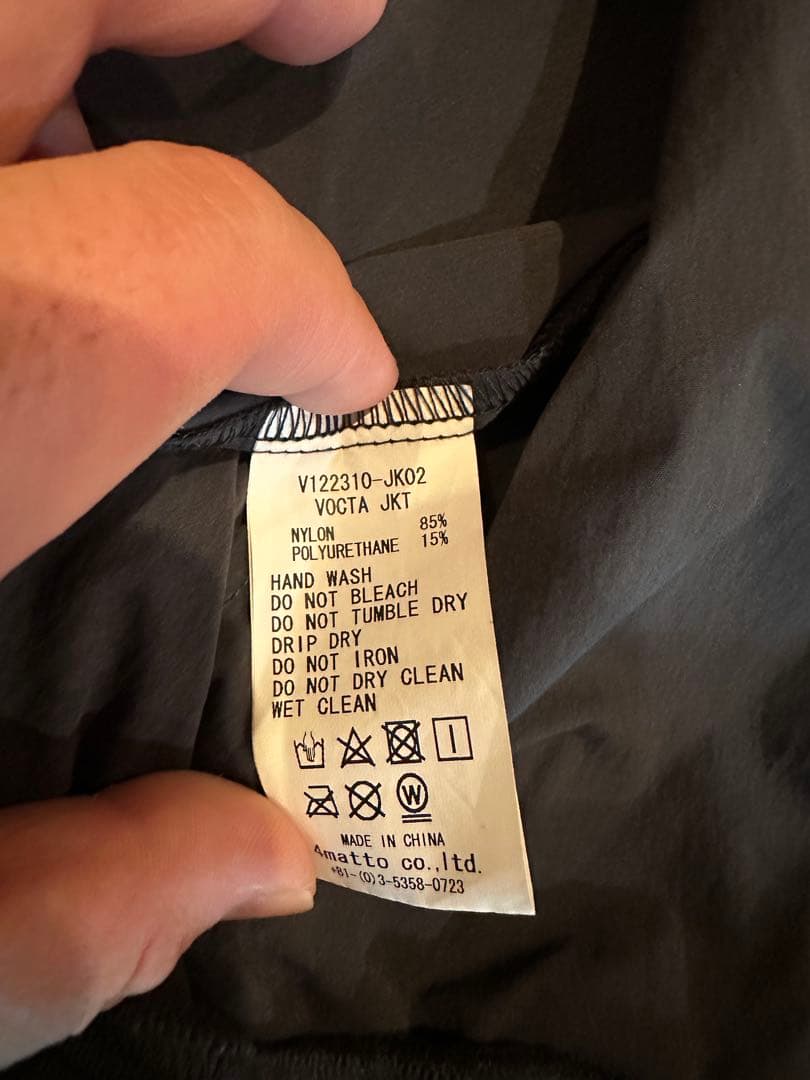 V122310-JK02
VOCTA JKT
NYLON 85%
POLYURETHANE 15%
HAND WASH
DO NOT BLEACH
DO NOT TUMBLE DRY
DRIP DRY
DO NOT IRON
DO NOT DRY CLEAN
WET CLEAN
W
MADE IN CHINA
Amatto co.,ltd.
+81-(0)3-5358-0723